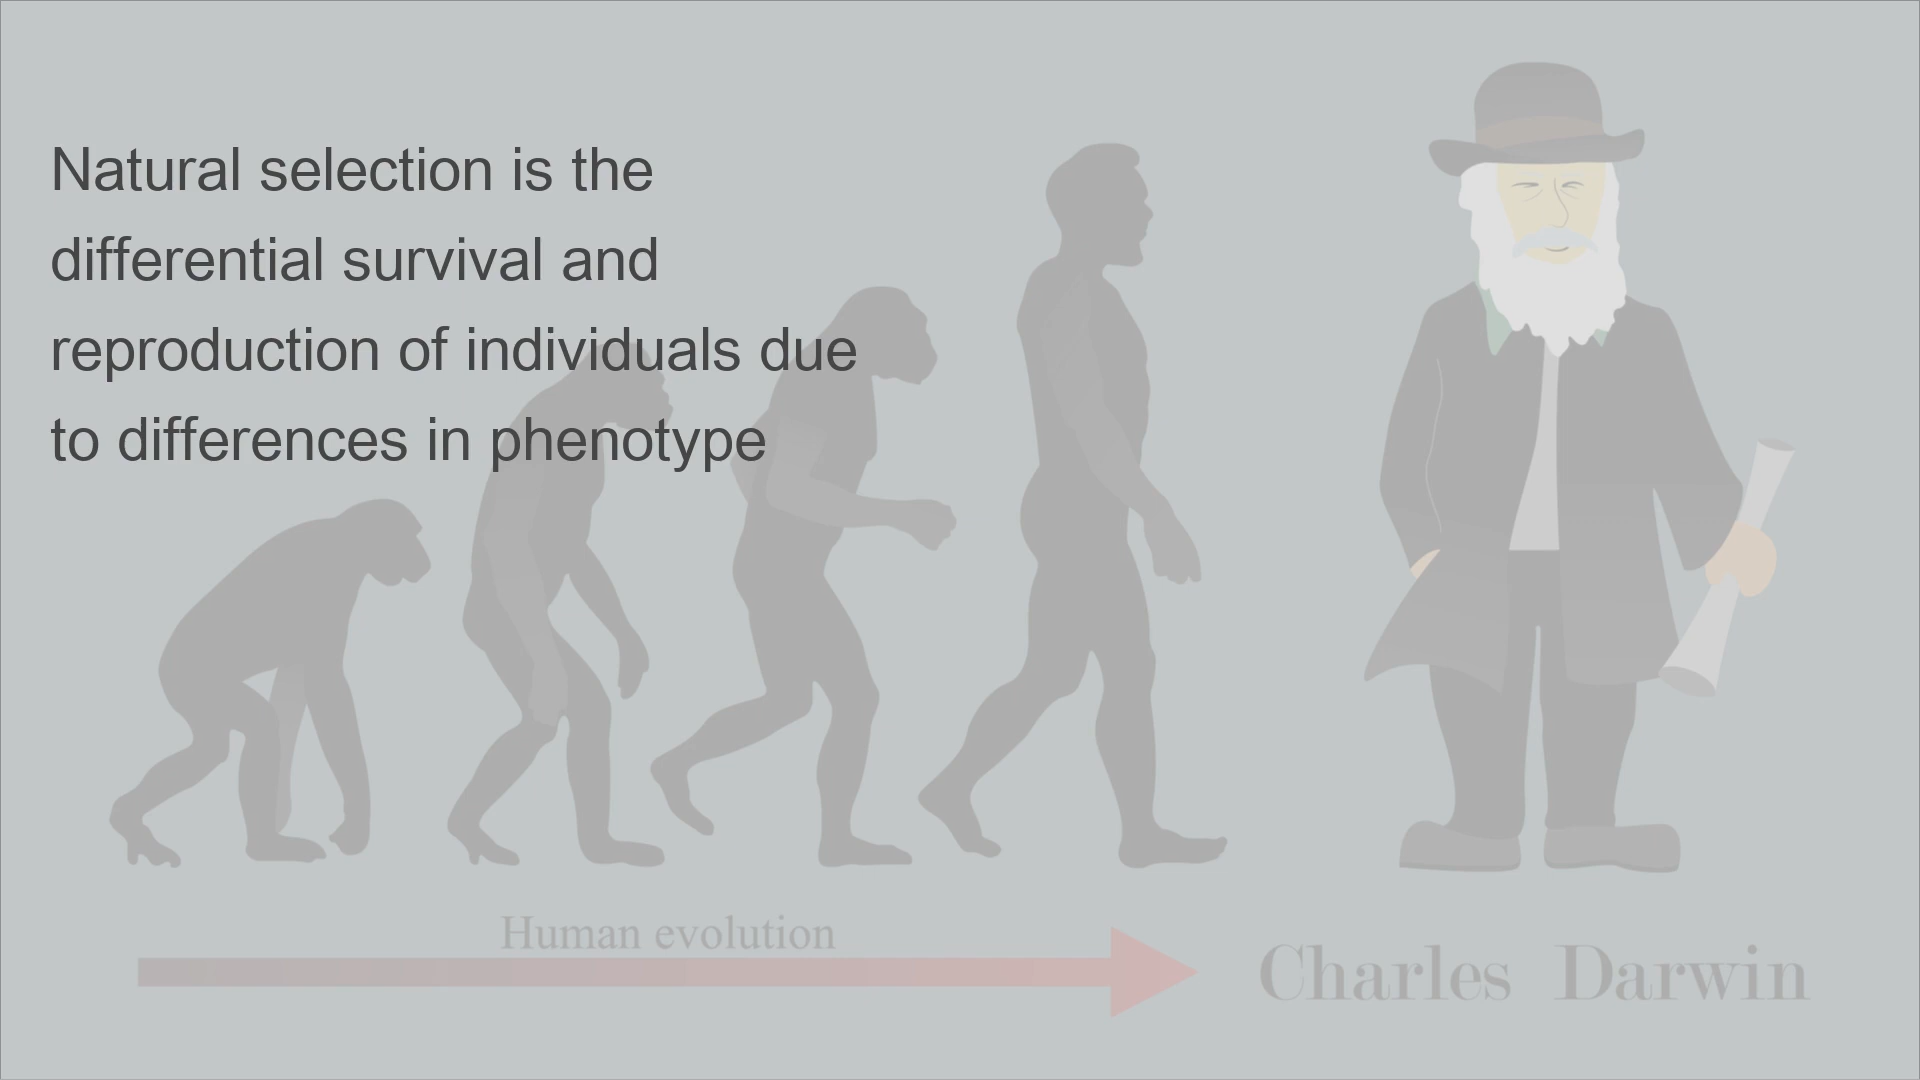 Natural selection is the
differential survival and
reproduction of individuals due
to differences in phenotype
Human evolution
Charles Darwin